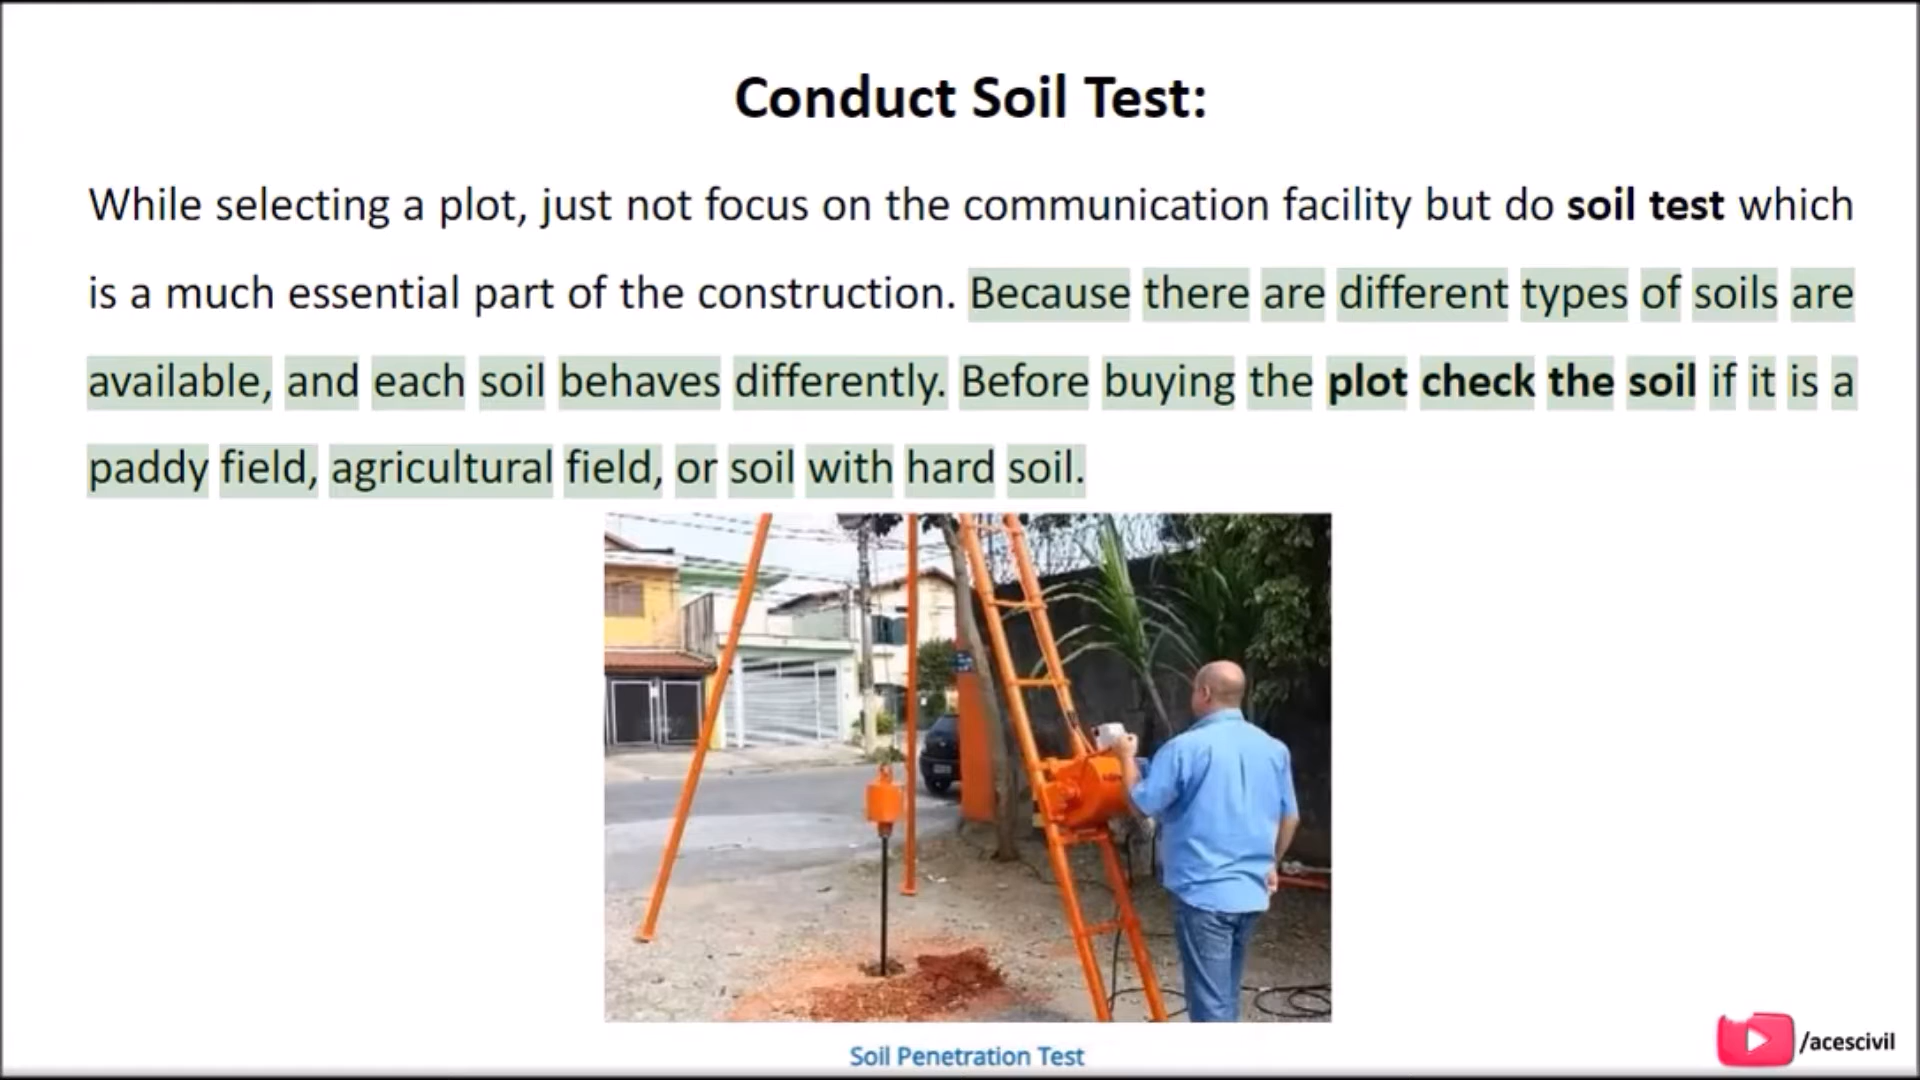 Conduct Soil Test:
While selecting a plot, just not focus on the communication facility but do soil test which
is a much essential part of the construction. Because there are different types of soils are
available, and each soil behaves differently. Before buying the plot check the soil if it is a
paddy field, agricultural field, or soil with hard soil.
Soil Penetration Test
/acescivil